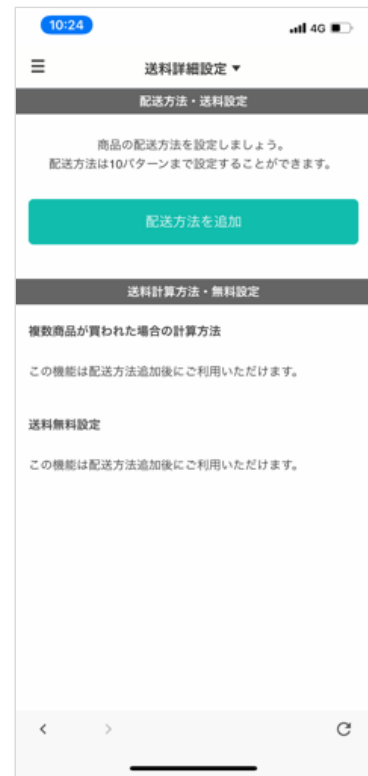 10:24
4G
送料詳細設定 ▼
配送方法・送料設定
商品の配送方法を設定しましょう。
配送方法は10パターンまで設定することができます。
配送方法を追加
送料計算方法・無料設定
複数商品が買われた場合の計算方法
この機能は配送方法追加後にご利用いただけます。
送料無料設定
この機能は配送方法追加後にご利用いただけます。